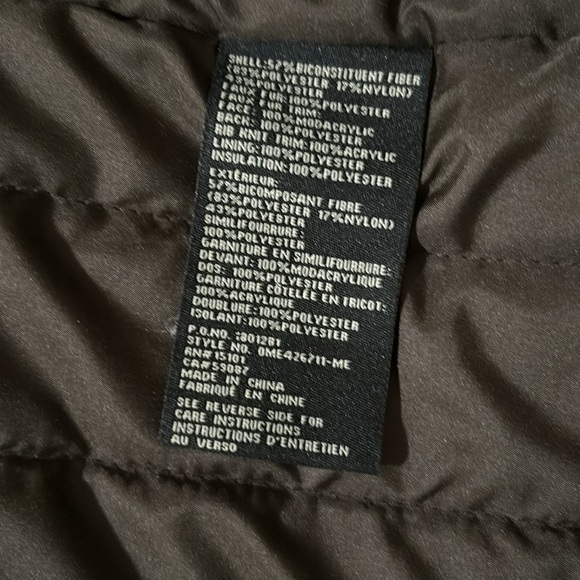 SHELL:57%BICONSTITUENT FIBER
(83%POLYESTER 17%NYLON)
43%POLYESTER
FAUX FUR:
100%POLYESTER
FAUX FUR TRIM:
FACE:100%MODACRYLIC
BACK:100%POLYESTER
RIB KNIT TRIM:100%ACRYLIC
LINING:100%POLYESTER
INSULATION:100%POLYESTER
EXTÉRIEUR:
57%BICOMPOSANT FIBRE
(83%POLYESTER 17%NYLON)
43%POLYESTER
SIMILIFOURRURE:
100%POLYESTER
GARNITURE EN SIMILIFOURRURE:
DEVANT:100%MODACRYLIQUE
DOS:100%POLYESTER
GARNITURE CÔTELÉE EN TRICOT:
100%ACRYLIQUE
DOUBLURE:100%POLYESTER
ISOLANT:100%POLYESTER
P.O.NO.:801281
STYLE NO. OME426711-ME
RN#15101
CA#53087
MADE IN CHINA
FABRIQUÉ EN CHINE
SEE REVERSE SIDE FOR
CARE INSTRUCTIONS
INSTRUCTIONS D'ENTRETIEN
AU VERSO